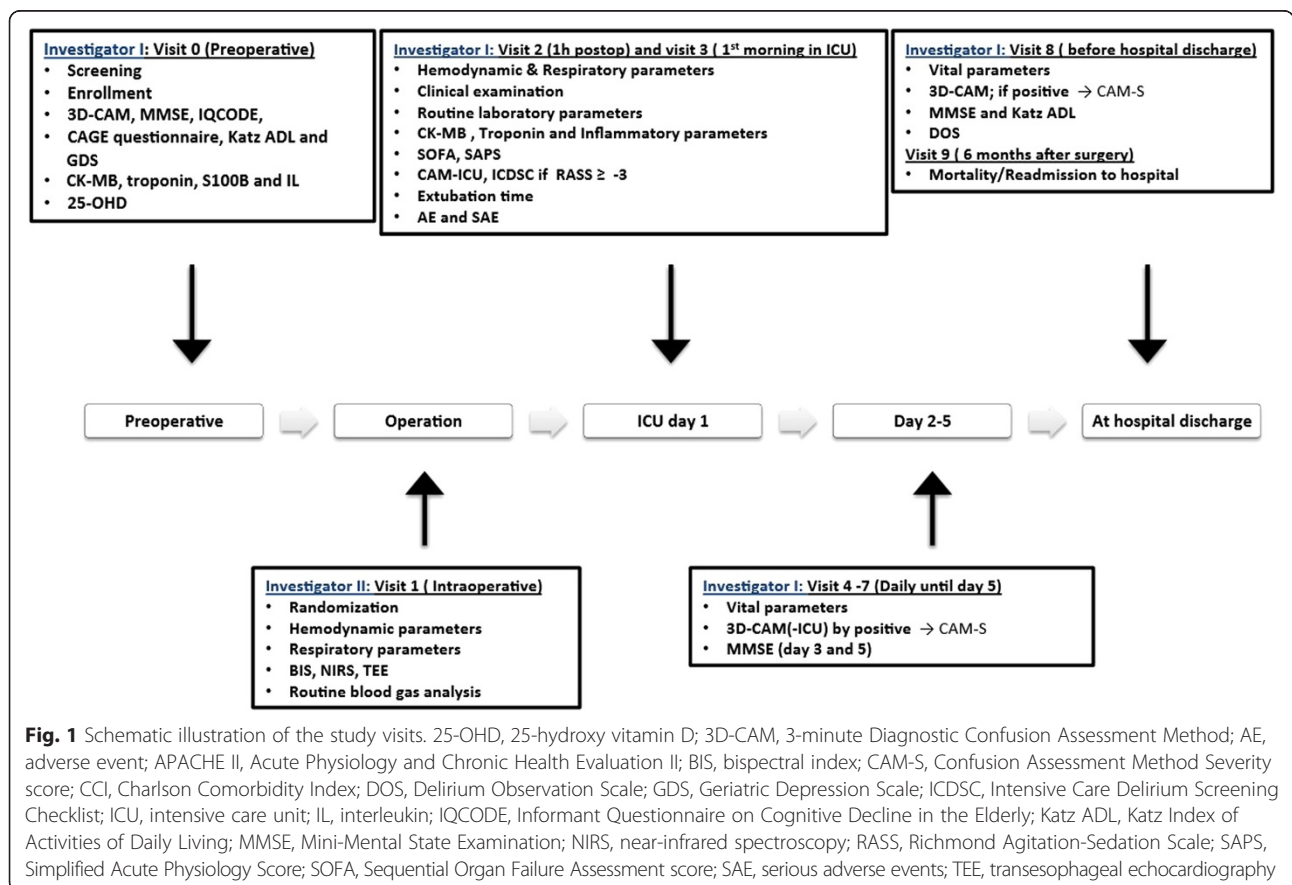 Investigator I: Visit 0 (Preoperative)
• Screening
• Enrollment
• 3D-CAM, MMSE, IQCODE,
• CAGE questionnaire, Katz ADL and
GDS
• CK-MB, troponin, S100B and IL
• 25-OHD
Investigator I: Visit 2 (1h postop) and visit 3 ( 1st morning in ICU)
• Hemodynamic & Respiratory parameters
• Clinical examination
• Routine laboratory parameters
• CK-MB , Troponin and Inflammatory parameters
• SOFA, SAPS
• CAM-ICU, ICDSC if RASS ≥ -3
• Extubation time
• AE and SAE
Investigator I: Visit 8 ( before hospital discharge)
• Vital parameters
• 3D-CAM; if positive → CAM-S
• MMSE and Katz ADL
• DOS
Visit 9 ( 6 months after surgery)
• Mortality/Readmission to hospital
Preoperative
Operation
ICU day 1
Day 2-5
At hospital discharge
Investigator II: Visit 1 ( Intraoperative)
• Randomization
• Hemodynamic parameters
• Respiratory parameters
• BIS, NIRS, TEE
• Routine blood gas analysis
Investigator I: Visit 4 -7 (Daily until day 5)
• Vital parameters
• 3D-CAM(-ICU) by positive → CAM-S
• MMSE (day 3 and 5)
Fig. 1 Schematic illustration of the study visits. 25-OHD, 25-hydroxy vitamin D; 3D-CAM, 3-minute Diagnostic Confusion Assessment Method; AE,
adverse event; APACHE II, Acute Physiology and Chronic Health Evaluation II; BIS, bispectral index; CAM-S, Confusion Assessment Method Severity
score; CCI, Charlson Comorbidity Index; DOS, Delirium Observation Scale; GDS, Geriatric Depression Scale; ICDSC, Intensive Care Delirium Screening
Checklist; ICU, intensive care unit; IL, interleukin; IQCODE, Informant Questionnaire on Cognitive Decline in the Elderly; Katz ADL, Katz Index of
Activities of Daily Living; MMSE, Mini-Mental State Examination; NIRS, near-infrared spectroscopy; RASS, Richmond Agitation-Sedation Scale; SAPS,
Simplified Acute Physiology Score; SOFA, Sequential Organ Failure Assessment score; SAE, serious adverse events; TEE, transesophageal echocardiography